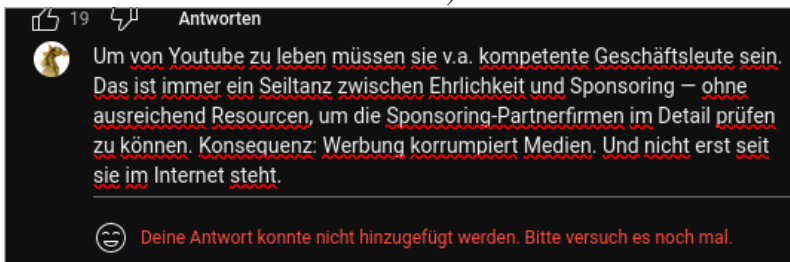 19 Antworten
Um von Youtube zu leben müssen sie v.a. kompetente Geschäftsleute sein.
Das ist immer ein Seiltanz zwischen Ehrlichkeit und Sponsoring — ohne
ausreichend Resourcen, um die Sponsoring-Partnerfirmen im Detail prüfen
zu können. Konsequenz: Werbung korrumpiert Medien. Und nicht erst seit
sie im Internet steht.
Deine Antwort konnte nicht hinzugefügt werden. Bitte versuch es noch mal.